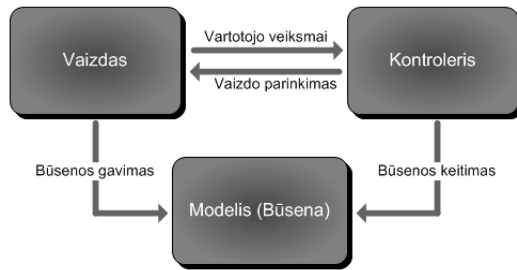 Vaizdas
Vartotojo veiksmai
Vaizdo parinkimas
Kontroleris
Būsenos gavimas
Būsenos keitimas
Modelis (Būsena)